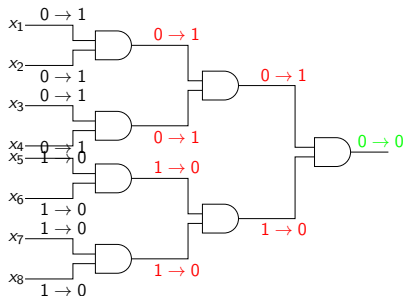 0 → 1
x1
0 → 1
x2
0 → 1
0 → 1
x3
0 → 1
0 → 1
x4
0 → 1
0 → 0
x5
1 → 0
1 → 0
x6
1 → 0
1 → 0
x7
1 → 0
1 → 0
x8
1 → 0